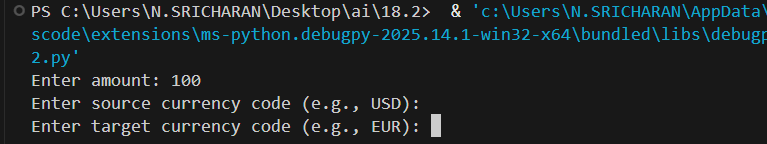 PS C:\Users\N.SRICHARAN\Desktop\ai\18.2>  & 'c:\Users\N.SRICHARAN\AppData\
scode\extensions\ms-python.debugpy-2025.14.1-win32-x64\bundled\libs\debugp
2.py'
Enter amount: 100
Enter source currency code (e.g., USD):
Enter target currency code (e.g., EUR):